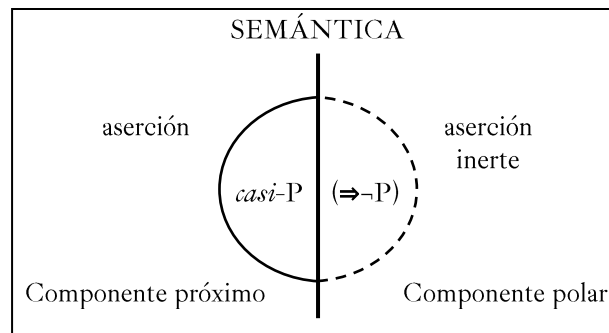 SEMÁNTICA
aserción
aserción
inerte
casi-P
(⇒¬P)
Componente próximo
Componente polar